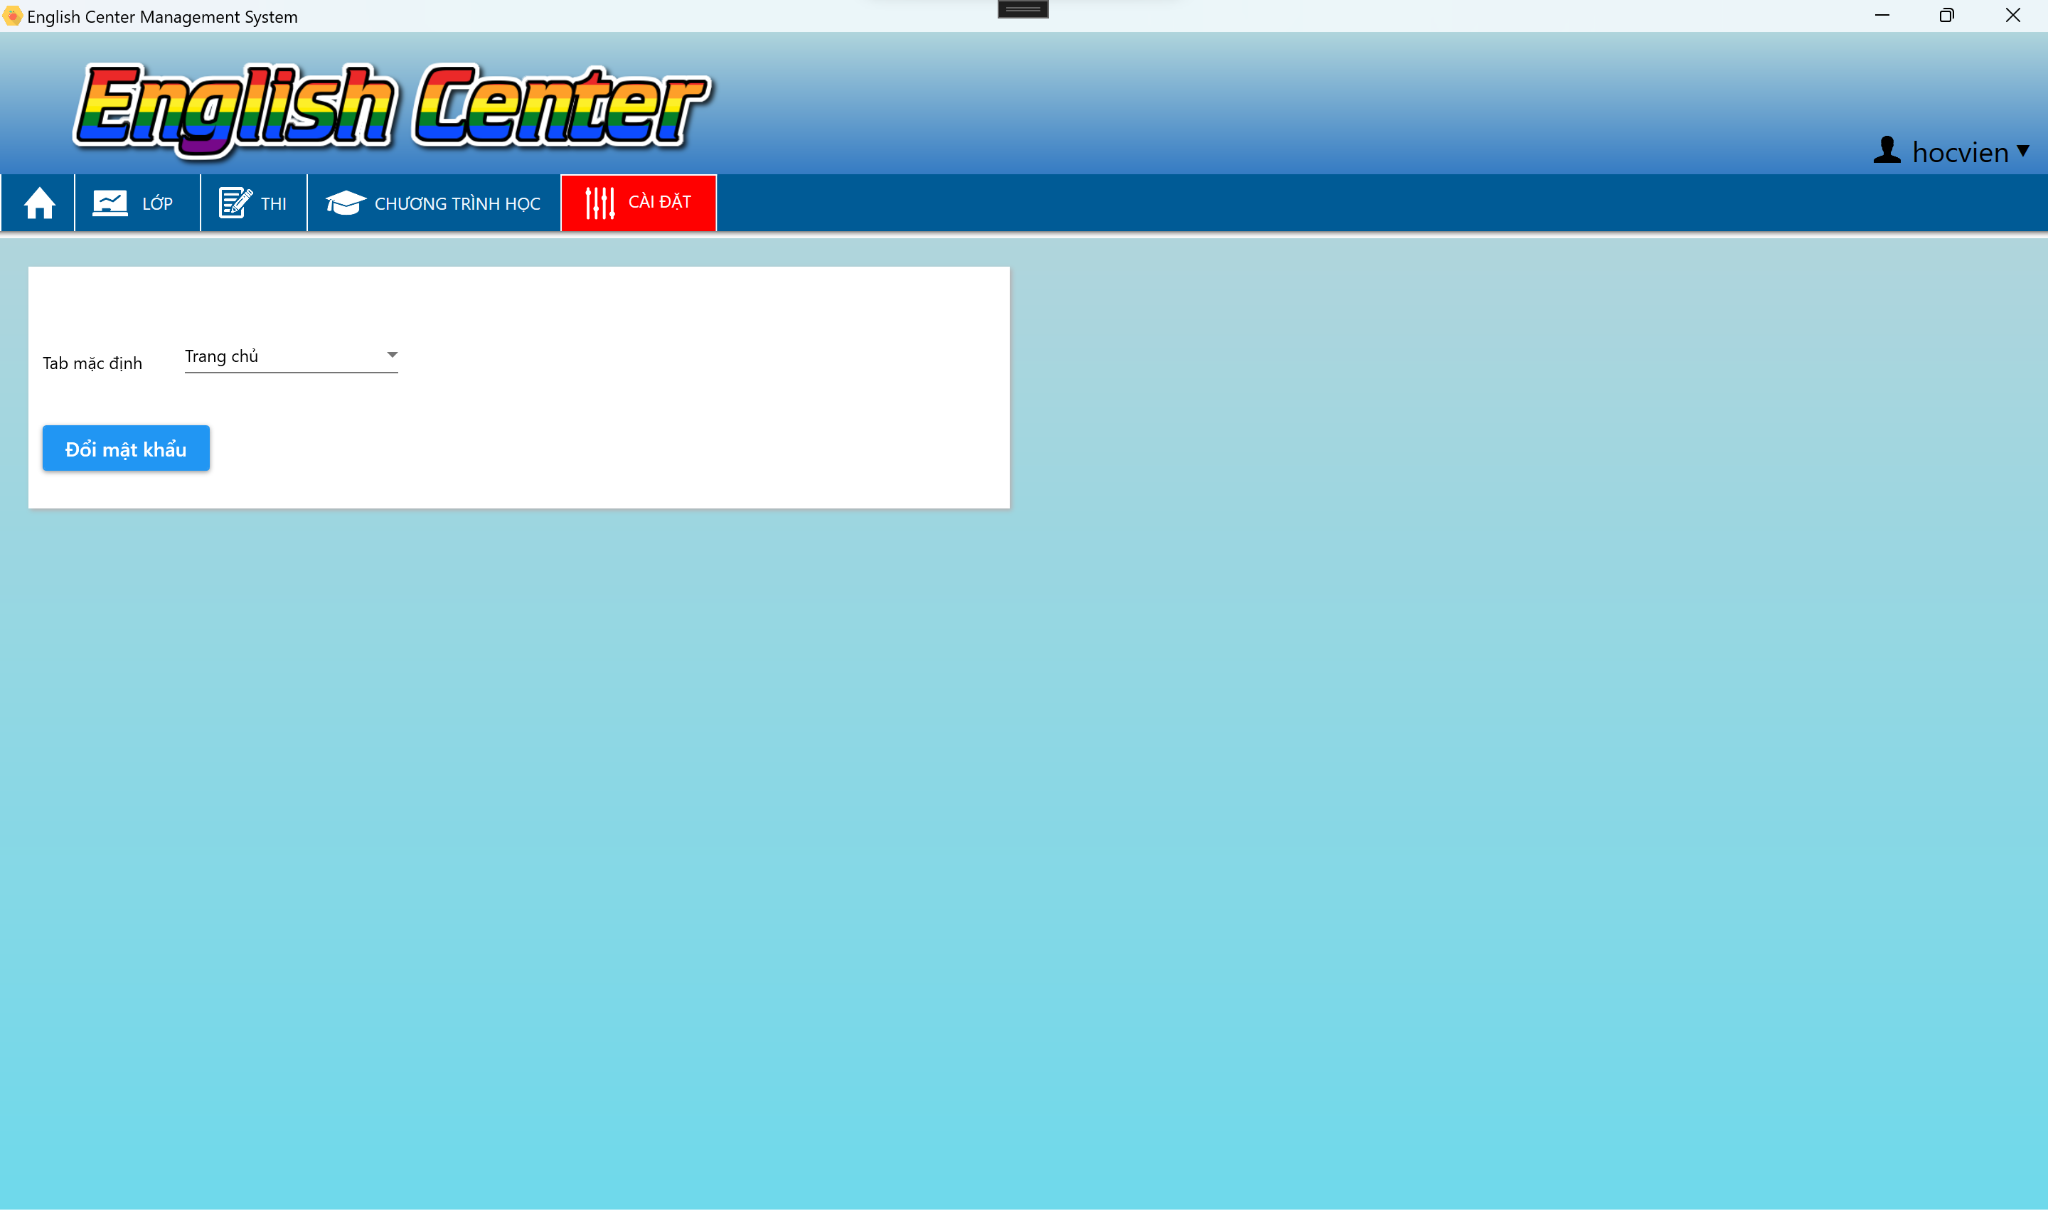 English Center Management System
English Center
hocvien
LỚP
THI
CHƯƠNG TRÌNH HỌC
CÀI ĐẶT
Tab mặc định
Trang chủ
Đổi mật khẩu